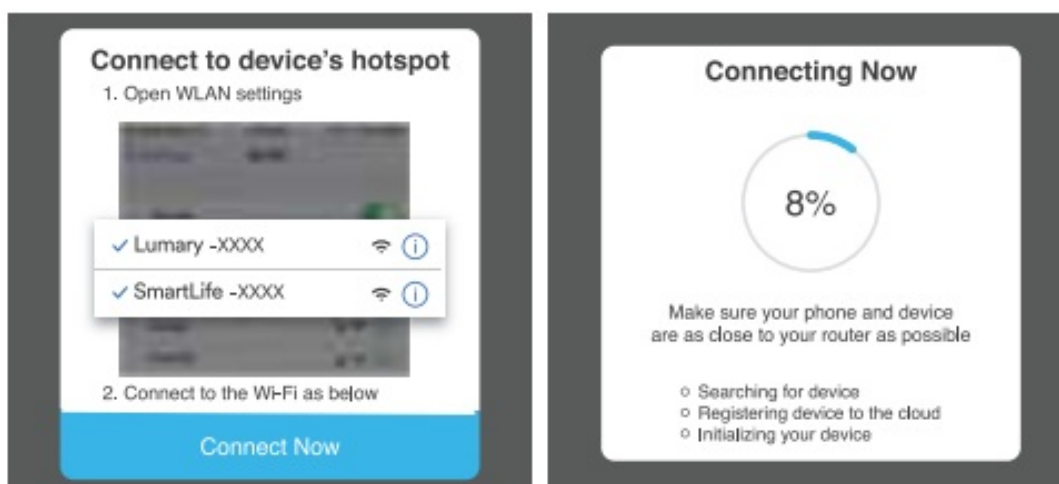 Connect to device's hotspot
1. Open WLAN settings
Lumary -XXXX
SmartLife -XXXX
2. Connect to the Wi-Fi as below
Connect Now
Connecting Now
8%
Make sure your phone and device
are as close to your router as possible
Searching for device
Registering device to the cloud
Initializing your device